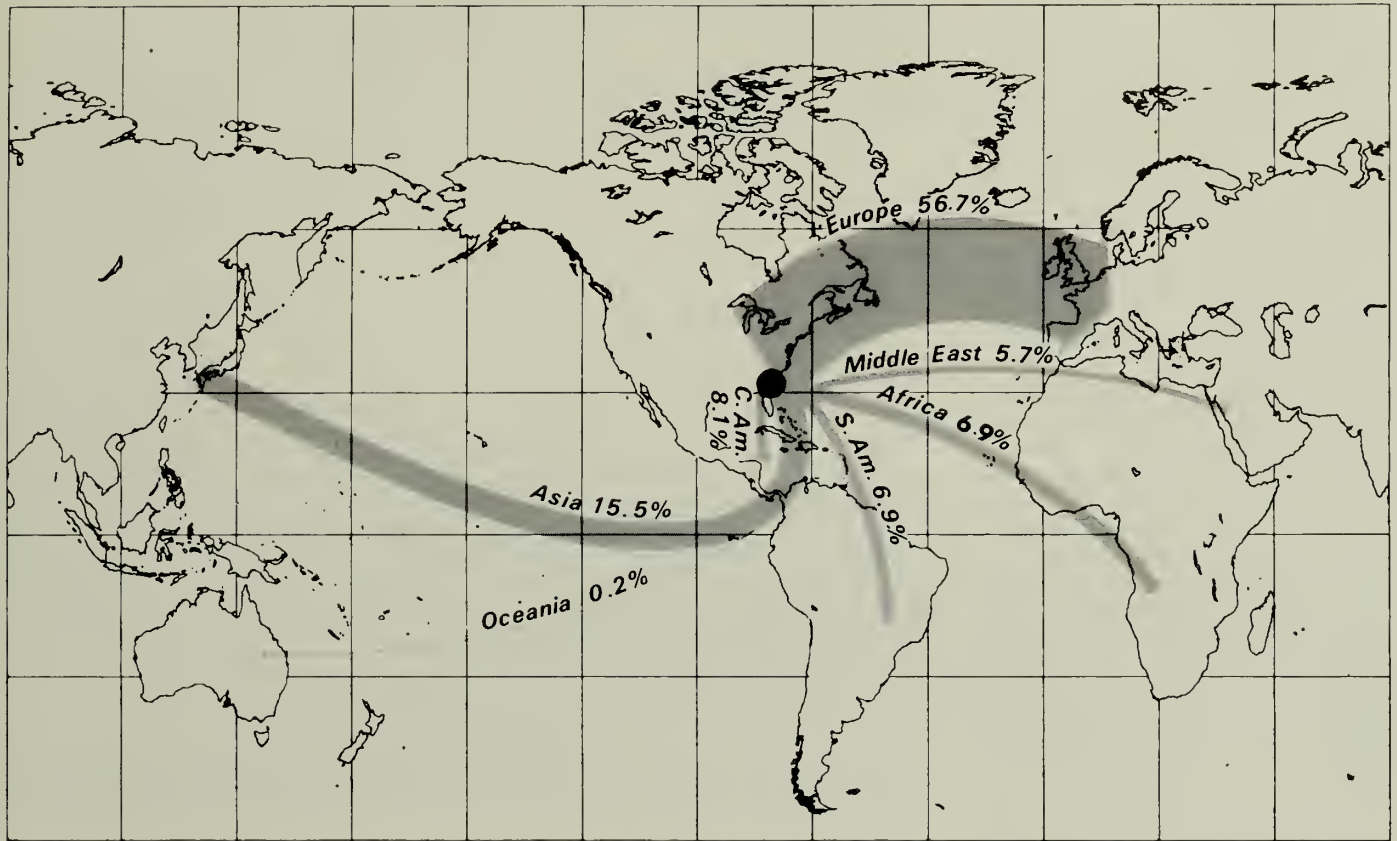 Europe 56.7%
Middle East 5.7%
Africa 6.9%
C. Am.
8.1%
S. Am. 6.9%
Asia 15.5%
Oceania 0.2%